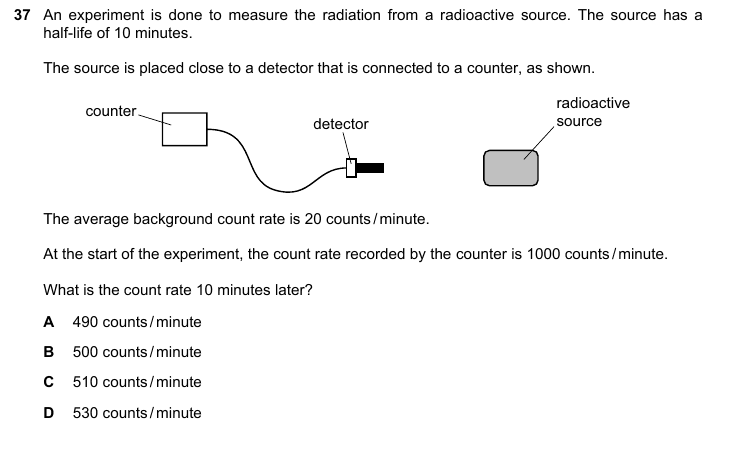 37 An experiment is done to measure the radiation from a radioactive source. The source has a
half-life of 10 minutes.
The source is placed close to a detector that is connected to a counter, as shown.
radioactive
source
counter
detector
The average background count rate is 20 counts/minute.
At the start of the experiment, the count rate recorded by the counter is 1000 counts/minute.
What is the count rate 10 minutes later?
A 490 counts/minute
B 500 counts/minute
C 510 counts/minute
D 530 counts/minute